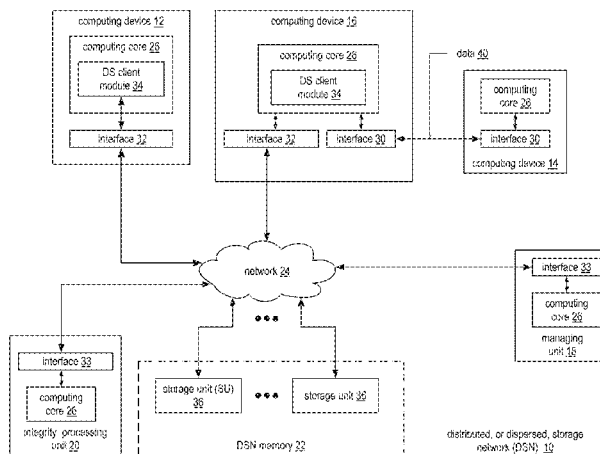 computing device 12
computing core 26
DS client
module 34
interface 32
computing device 16
computing core 26
DS client
module 34
interface 32
interface 30
data 40
computing
core 26
interface 30
computing device 14
network 24
interface 33
computing
core 26
managing
unit 18
interface 33
computing
core 26
integrity processing
unit 20
storage unit (SU)
36
storage unit 36
DSN memory 22
distributed, or dispersed, storage
network (DSN) 10